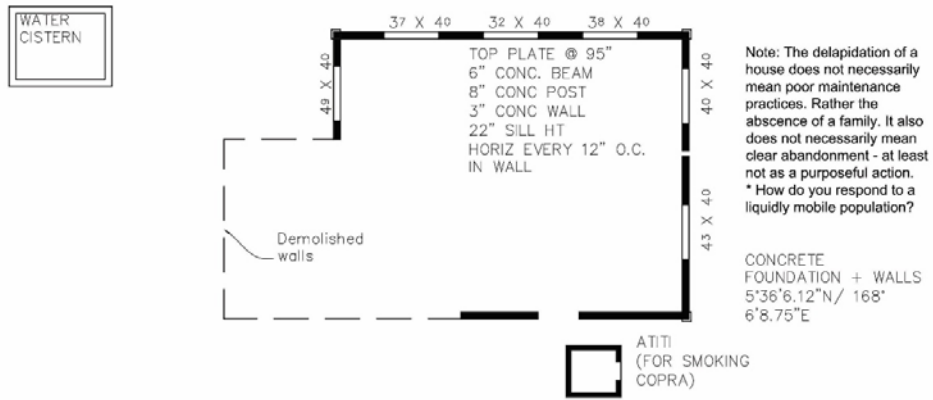 WATER
CISTERN
37 X 40
32 X 40
38 X 40
49 X 40
TOP PLATE @ 95"
6" CONC. BEAM
8" CONC POST
3" CONC WALL
22" SILL HT
HORIZ EVERY 12" O.C.
IN WALL
40 X 40
43 X 40
Note: The delapidation of a
house does not necessarily
mean poor maintenance
practices. Rather the
abscence of a family. It also
does not necessarily mean
clear abandonment - at least
not as a purposeful action.
* How do you respond to a
liquidly mobile population?
Demolished
walls
CONCRETE
FOUNDATION + WALLS
5°36'6.12"N/ 168°
6'8.75"E
ATITI
(FOR SMOKING
COPRA)